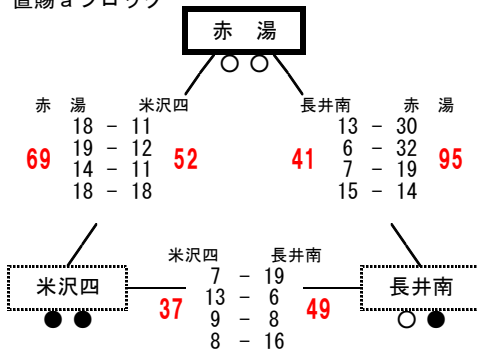 置賜ａブロック
赤　湯
○ ○
赤　湯　米沢四
69　18 － 11　52
19 － 12
14 － 11
18 － 18
長井南　赤　湯
41　13 － 30　95
6 － 32
7 － 19
15 － 14
米沢四
● ●
米沢四　長井南
37　7 － 19　49
13 － 6
9 － 8
8 － 16
長井南
○ ●